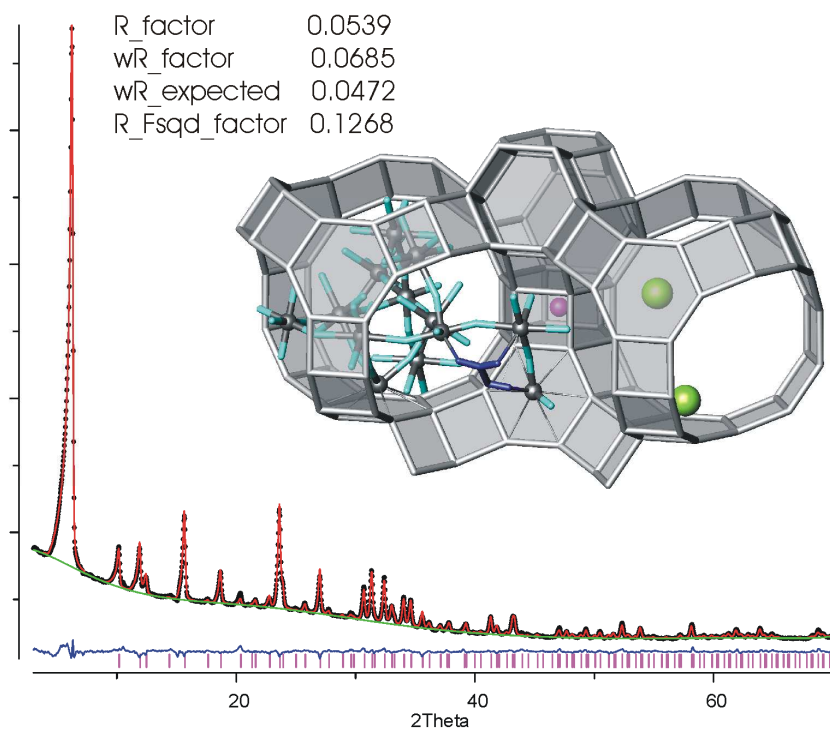 R_factor 0.0539
wR_factor 0.0685
wR_expected 0.0472
R_Fsqd_factor 0.1268
20 40 60
2Theta